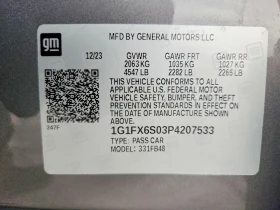 gm
MFD BY GENERAL MOTORS LLC
12/23 GVWR GAWR FRT GAWR RR
2063 KG 1035 KG 1027 KG
4547 LB 2282 LB 2265 LB
THIS VEHICLE CONFORMS TO ALL
APPLICABLE U.S. FEDERAL MOTOR
VEHICLE SAFETY, BUMPER, AND THEFT
PREVENTION STANDARDS IN EFFECT ON
THE DATE OF MANUFACTURE SHOWN
ABOVE.
1G1FX6S03P4207533
TYPE: PASS CAR
347F MODEL: 331FB48